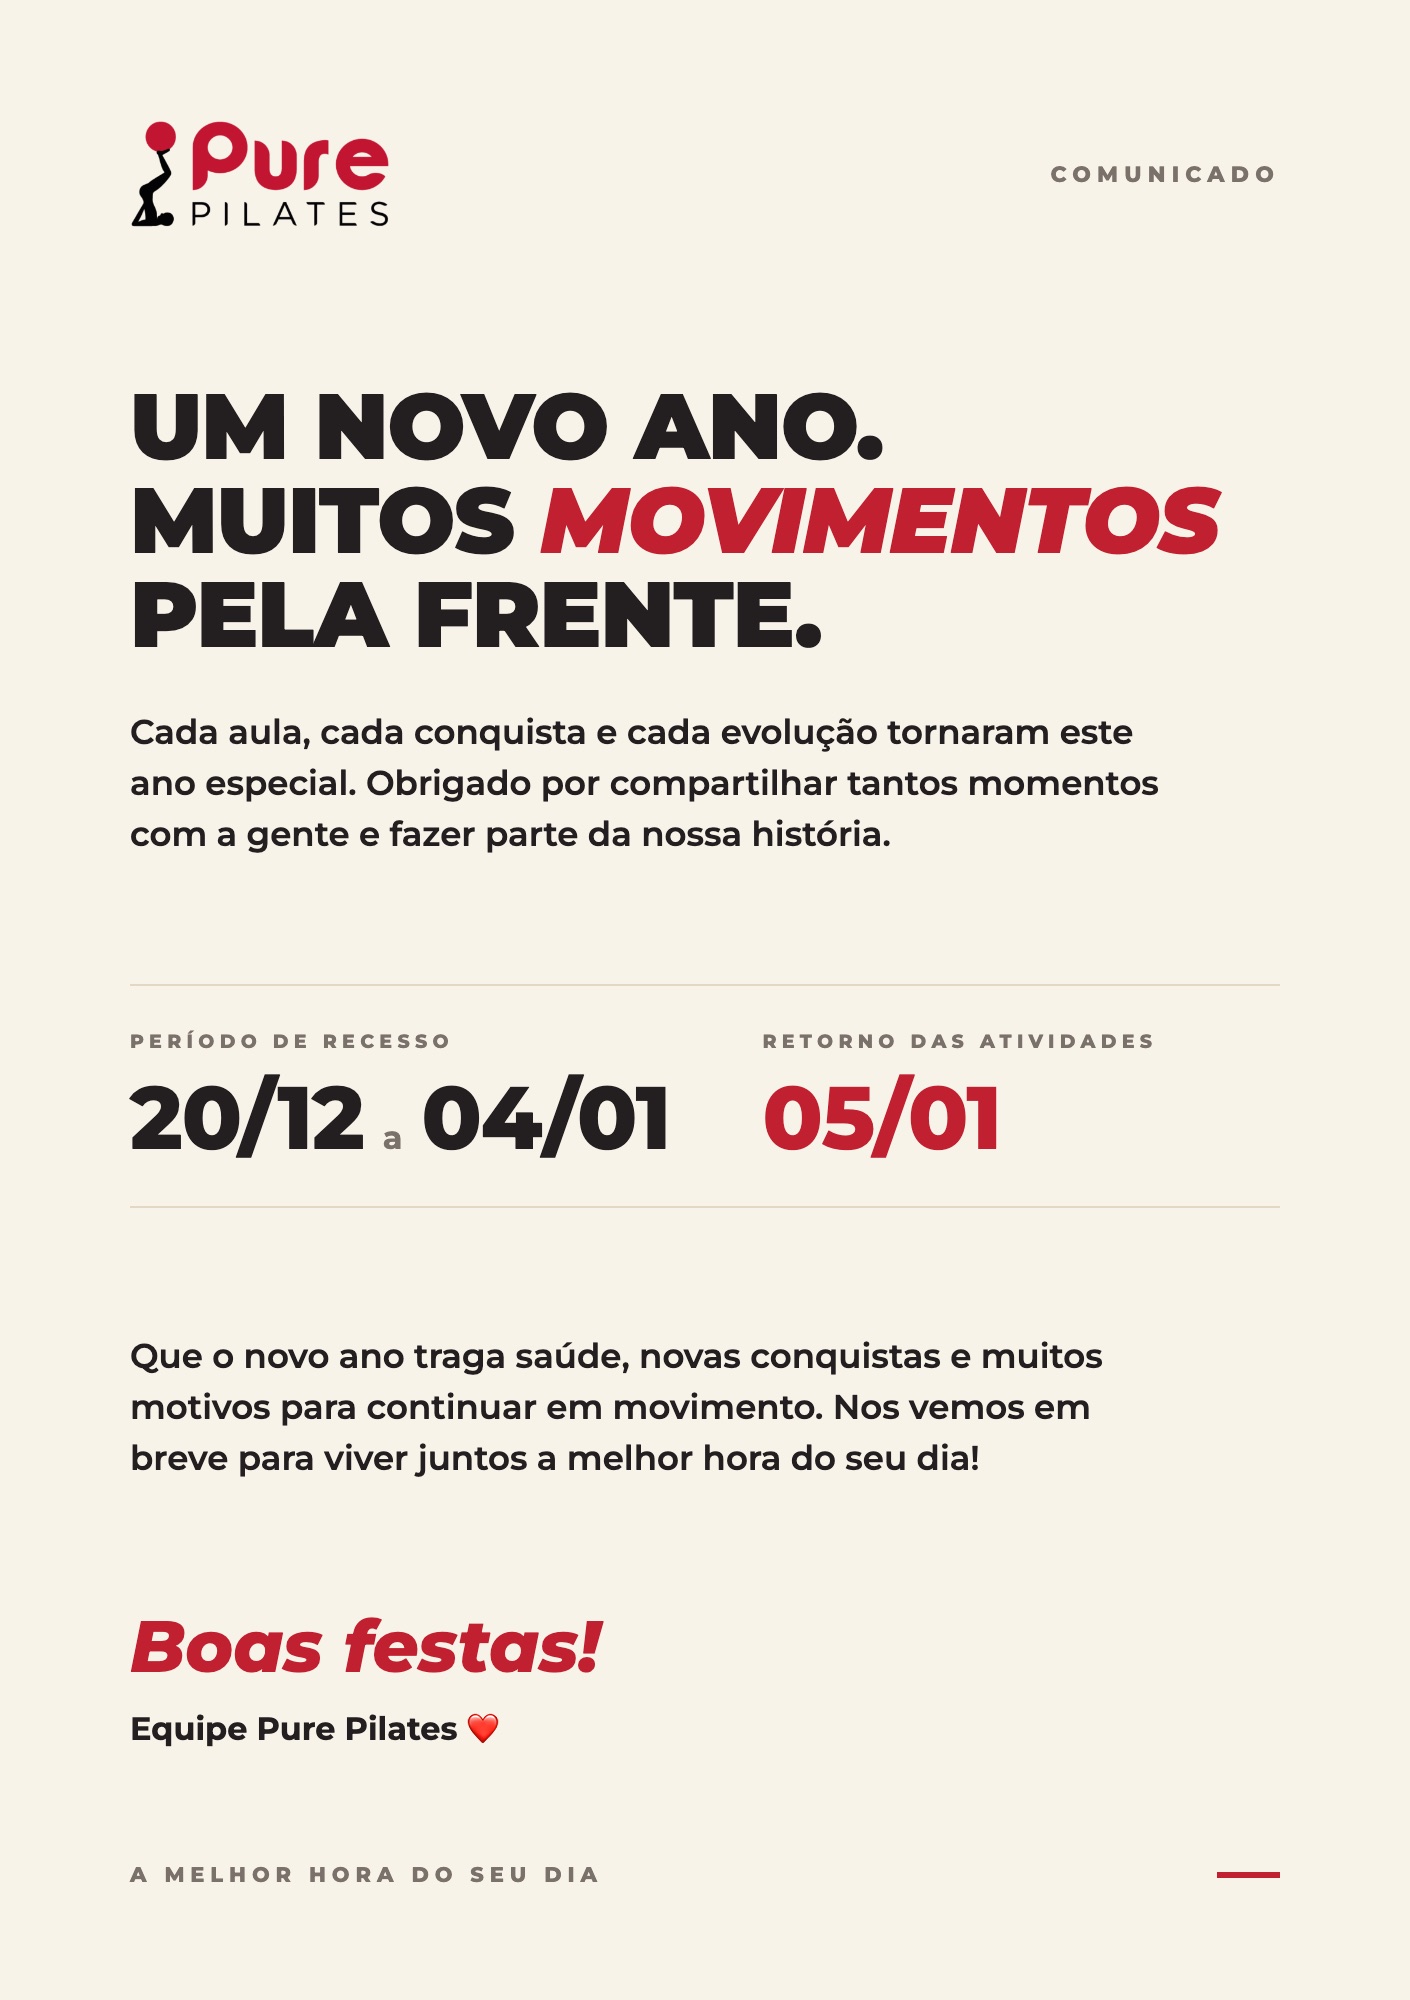 Pure
PILATES
COMUNICADO
UM NOVO ANO.
MUITOS MOVIMENTOS
PELA FRENTE.
Cada aula, cada conquista e cada evolução tornaram este
ano especial. Obrigado por compartilhar tantos momentos
com a gente e fazer parte da nossa história.
PERÍODO DE RECESSO
20/12 a 04/01
RETORNO DAS ATIVIDADES
05/01
Que o novo ano traga saúde, novas conquistas e muitos
motivos para continuar em movimento. Nos vemos em
breve para viver juntos a melhor hora do seu dia!
Boas festas!
Equipe Pure Pilates ❤️
A MELHOR HORA DO SEU DIA